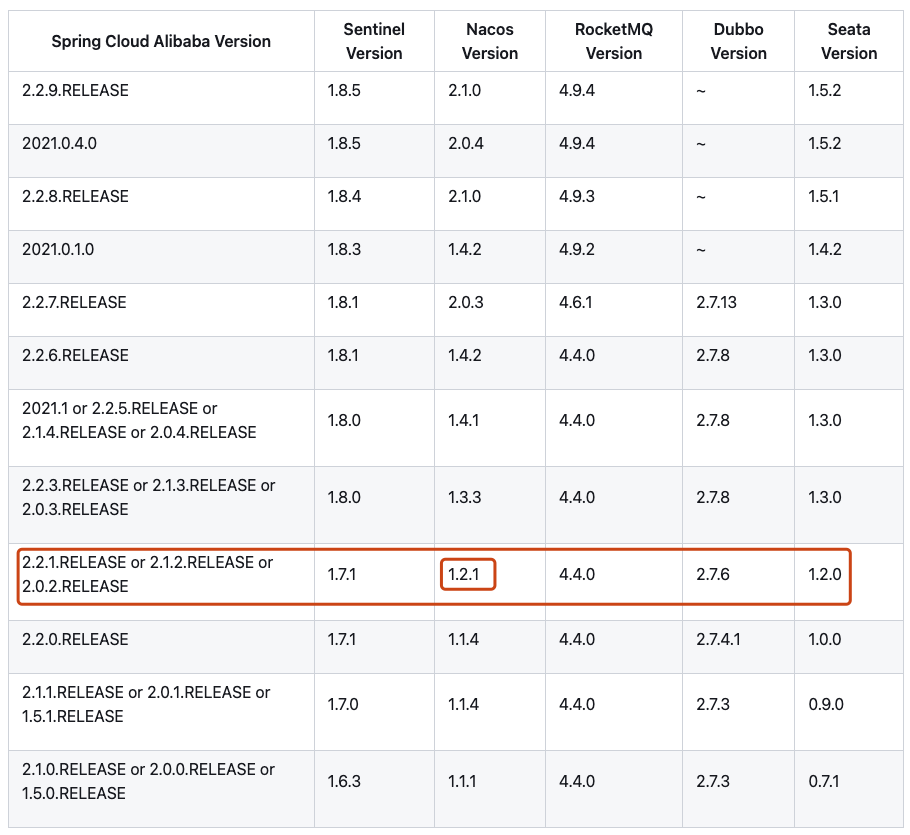 Spring Cloud Alibaba Version Sentinel Version Nacos Version RocketMQ Version Dubbo Version Seata Version
2.2.9.RELEASE 1.8.5 2.1.0 4.9.4 ~ 1.5.2
2021.0.4.0 1.8.5 2.0.4 4.9.4 ~ 1.5.2
2.2.8.RELEASE 1.8.4 2.1.0 4.9.3 ~ 1.5.1
2021.0.1.0 1.8.3 1.4.2 4.9.2 ~ 1.4.2
2.2.7.RELEASE 1.8.1 2.0.3 4.6.1 2.7.13 1.3.0
2.2.6.RELEASE 1.8.1 1.4.2 4.4.0 2.7.8 1.3.0
2021.1 or 2.2.5.RELEASE or
2.1.4.RELEASE or 2.0.4.RELEASE 1.8.0 1.4.1 4.4.0 2.7.8 1.3.0
2.2.3.RELEASE or 2.1.3.RELEASE or
2.0.3.RELEASE 1.8.0 1.3.3 4.4.0 2.7.8 1.3.0
2.2.1.RELEASE or 2.1.2.RELEASE or
2.0.2.RELEASE 1.7.1 1.2.1 4.4.0 2.7.6 1.2.0
2.2.0.RELEASE 1.7.1 1.1.4 4.4.0 2.7.4.1 1.0.0
2.1.1.RELEASE or 2.0.1.RELEASE or
1.5.1.RELEASE 1.7.0 1.1.4 4.4.0 2.7.3 0.9.0
2.1.0.RELEASE or 2.0.0.RELEASE or
1.5.0.RELEASE 1.6.3 1.1.1 4.4.0 2.7.3 0.7.1